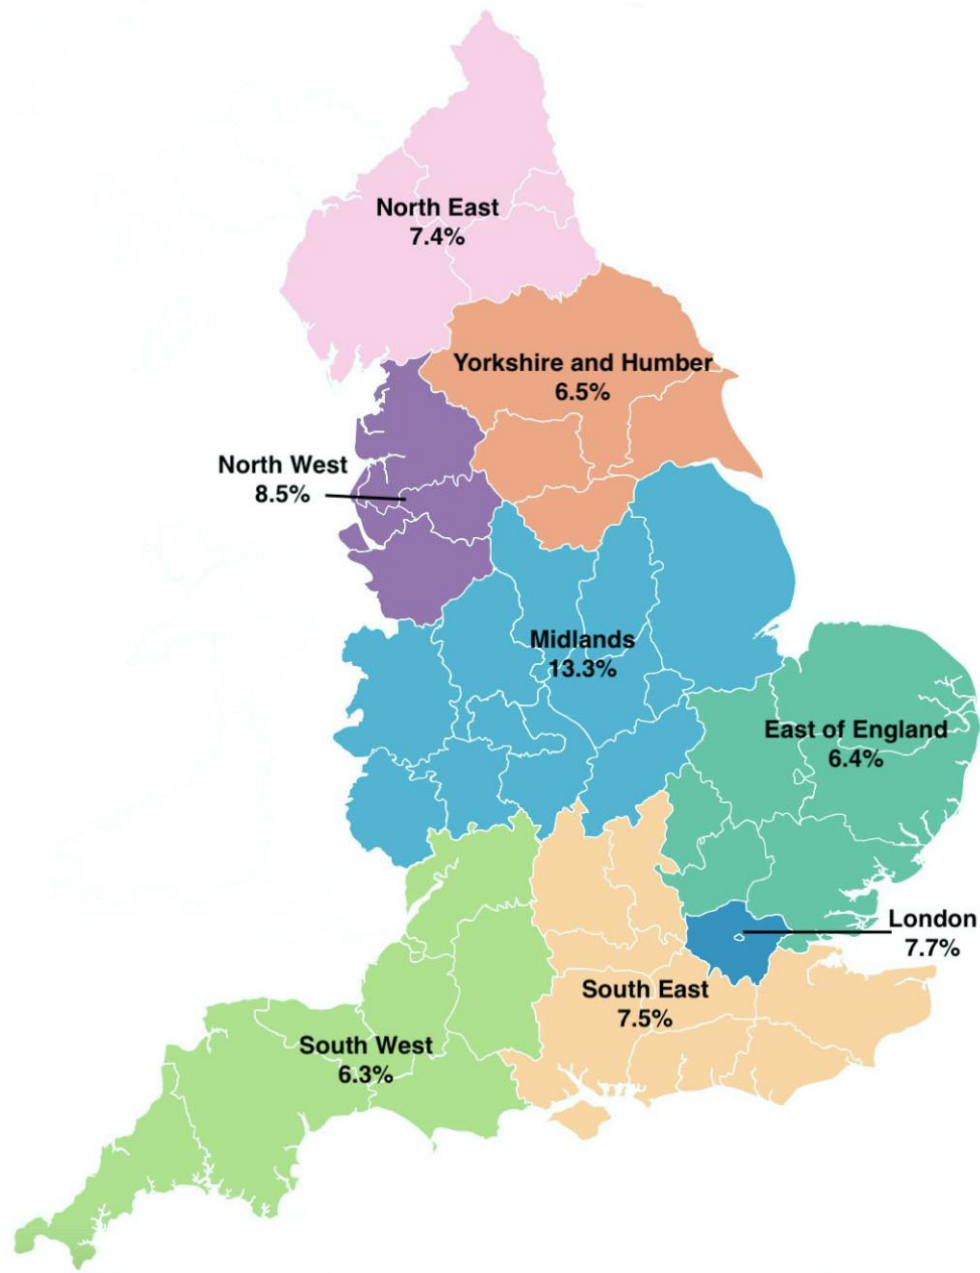 North East
7.4%
Yorkshire and Humber
6.5%
North West
8.5%
Midlands
13.3%
East of England
6.4%
London
7.7%
South East
7.5%
South West
6.3%